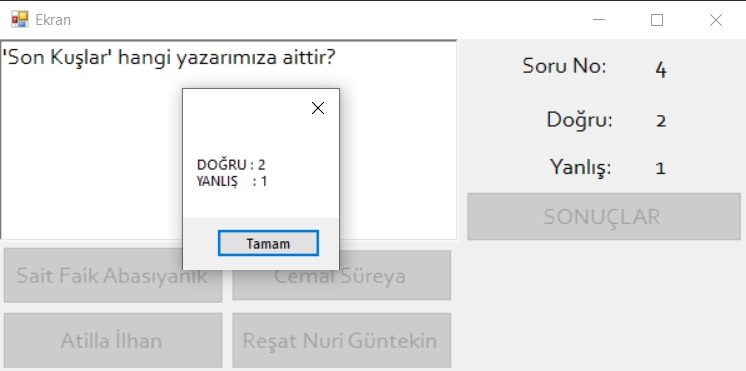 Ekran
'Son Kuşlar' hangi yazarımıza aittir?
Soru No: 4
Doğru: 2
Yanlış: 1
SONUÇLAR
DOĞRU : 2
YANLIŞ : 1
Tamam
Sait Faik Abasıyanık
Cemal Süreya
Atilla İlhan
Reşat Nuri Güntekin